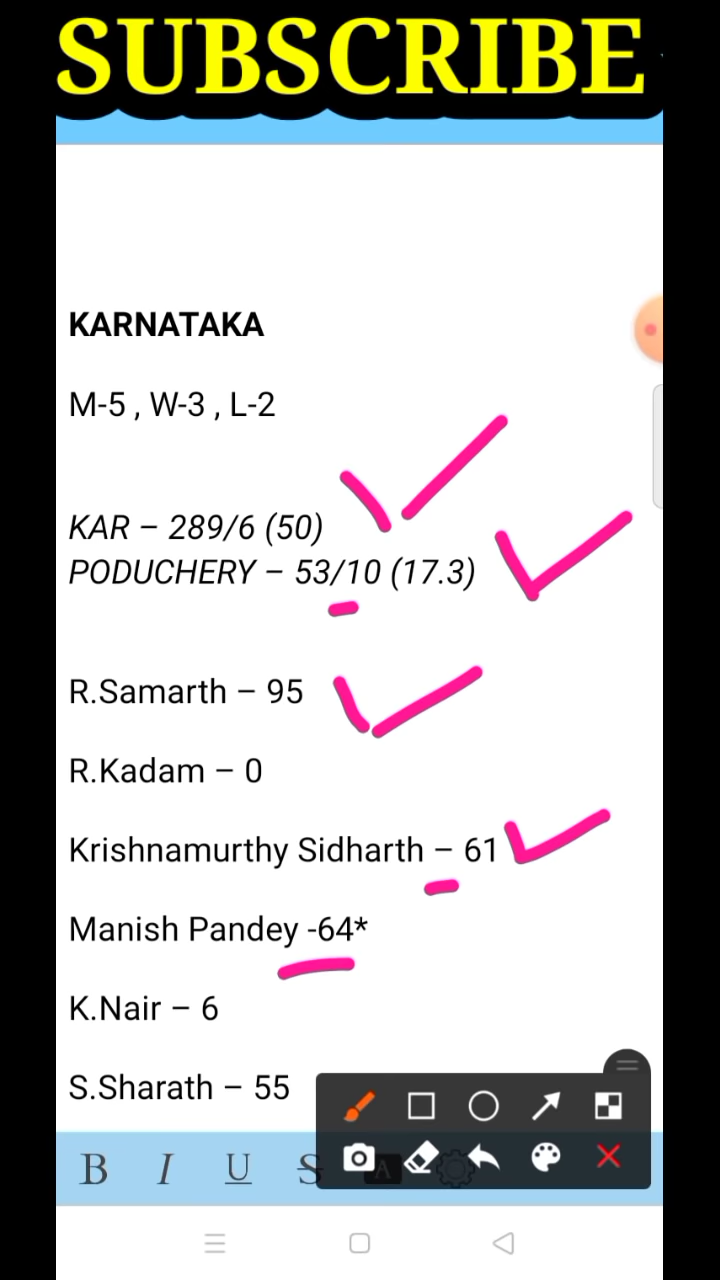 SUBSCRIBE
KARNATAKA
M-5 , W-3 , L-2
KAR – 289/6 (50)
PODUCHERY – 53/10 (17.3)
R.Samarth – 95
R.Kadam – 0
Krishnamurthy Sidharth – 61
Manish Pandey -64*
K.Nair – 6
S.Sharath – 55
B I U S A